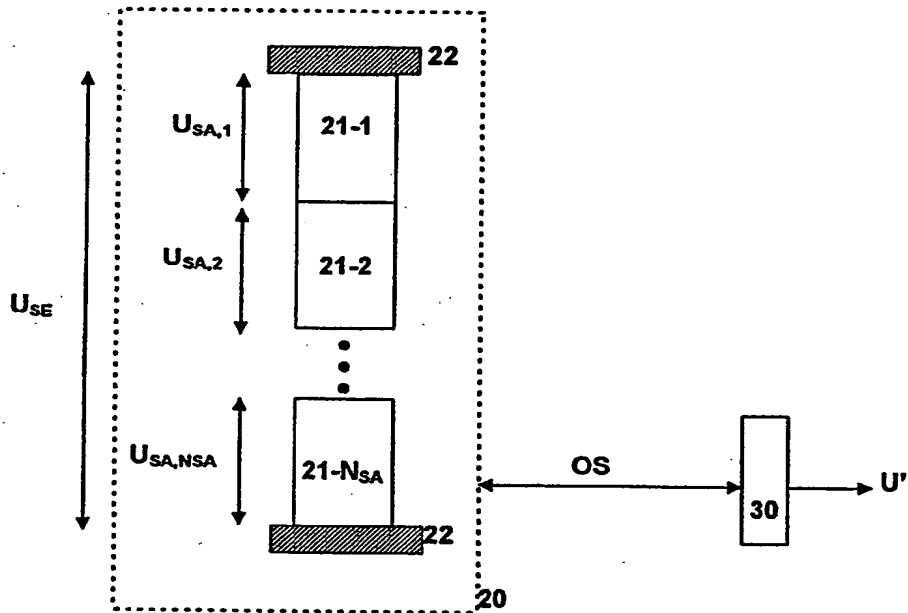 22
U_SA,1
21-1
U_SA,2
21-2
U_SE
U_SA,NSA
21-N_SA
OS
30
U'
22
20